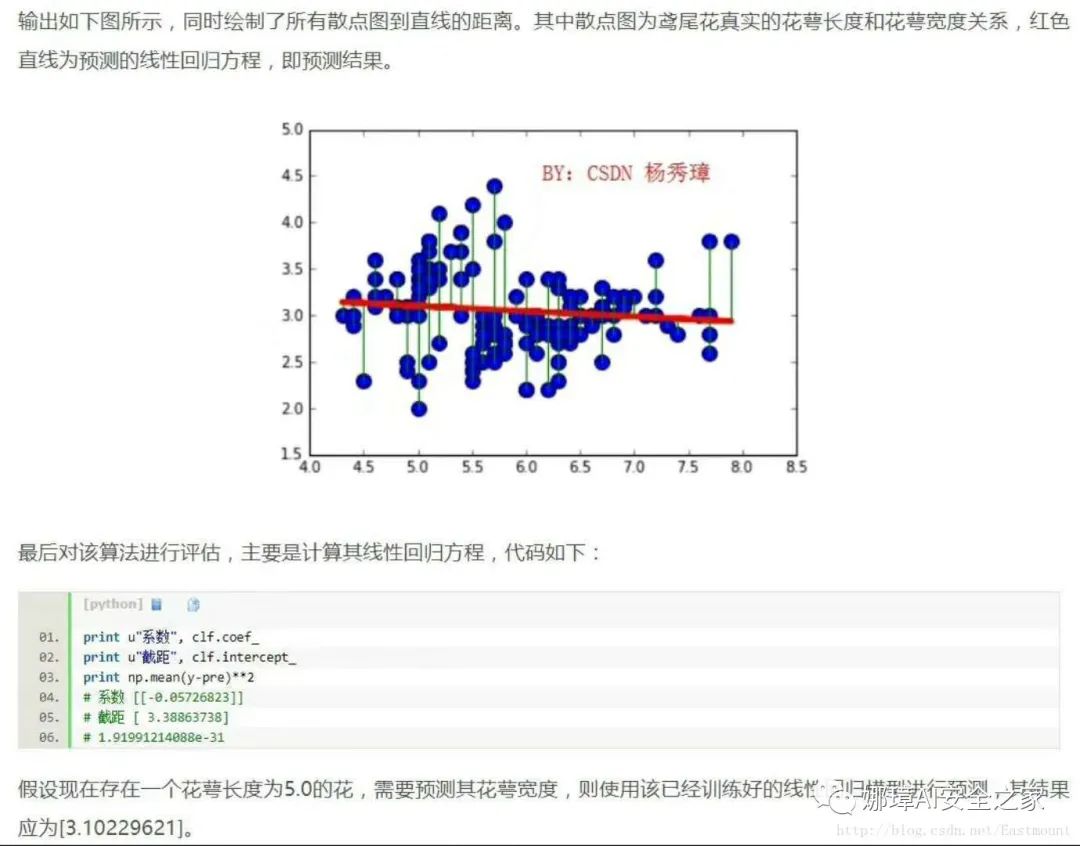 输出如下图所示，同时绘制了所有散点图到直线的距离。其中散点图为鸢尾花真实的花萼长度和花萼宽度关系，红色
直线为预测的线性回归方程，即预测结果。
5.0
BY: CSDN 杨秀璋
4.5
4.0
3.5
3.0
2.5
2.0
1.5
4.0 4.5 5.0 5.5 6.0 6.5 7.0 7.5 8.0 8.5
最后对该算法进行评估，主要是计算其线性回归方程，代码如下：
[python]
01. print u"系数", clf.coef_
02. print u"截距", clf.intercept_
03. print np.mean(y-pre)**2
04. # 系数 [[-0.05726823]]
05. # 截距 [ 3.38863738]
06. # 1.91991214088e-31
假设现在存在一个花萼长度为5.0的花，需要预测其花萼宽度，则使用该已经训练好的线性回归模型进行预测，其结果
应为[3.10229621]。
娜璋AI安全之家
http://blog.csdn.net/Eastmount